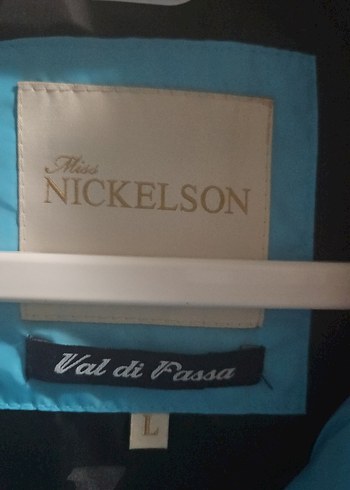 Miss
NICKELSON
Val di Fassa
L